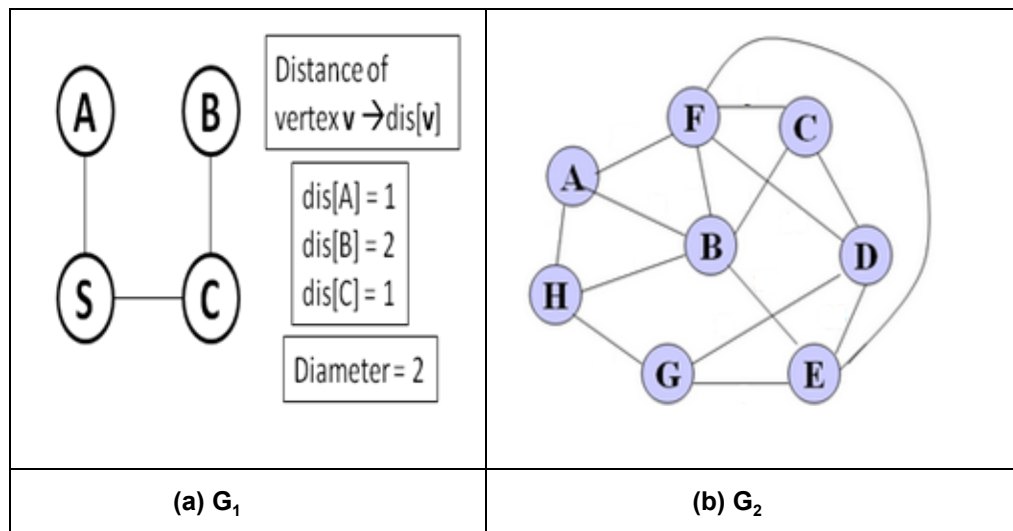 A
B
S
C
Distance of
vertex v →dis[v]
dis[A] = 1
dis[B] = 2
dis[C] = 1
Diameter = 2
F
C
A
B
D
H
G
E
(a) G₁
(b) G₂